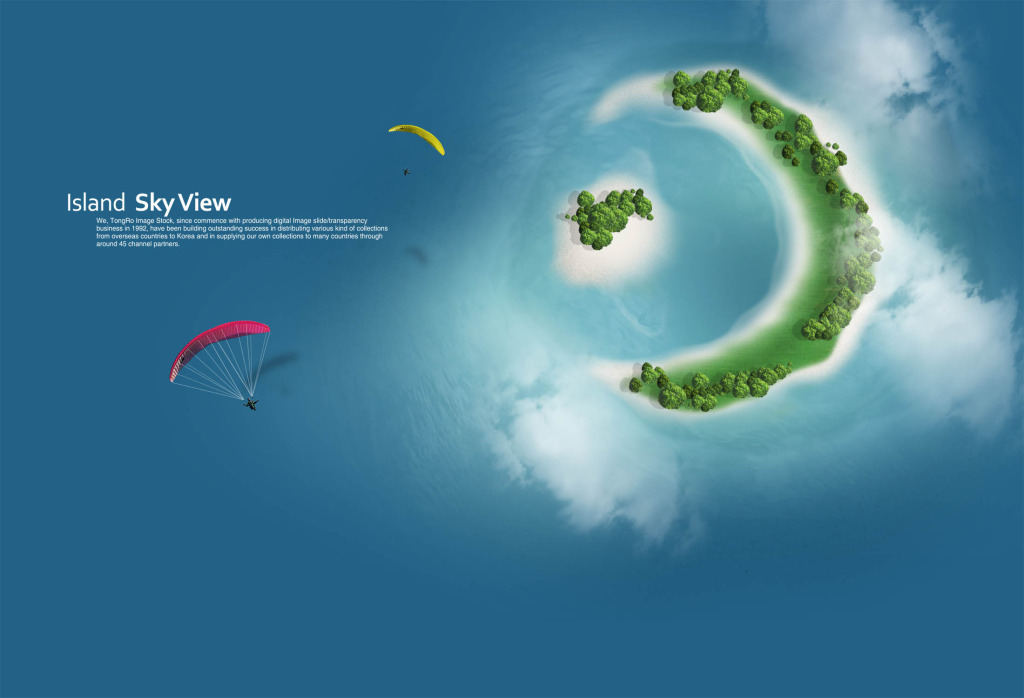 Island Sky View
We, TongRo Image Stock, since commence with producing digital Image slide/transparency
business in 1992, have been building outstanding success in distributing various kind of collections
from overseas countries to Korea and in supplying our own collections to many countries through
around 45 channel partners.